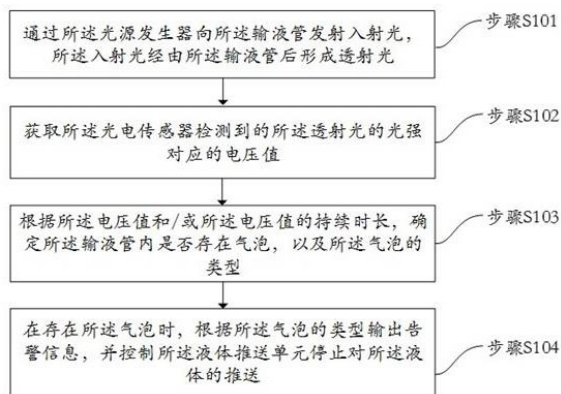 通过所述光源发生器向所述输液管发射入射光，
所述入射光经由所述输液管后形成透射光
步骤S101
获取所述光电传感器检测到的所述透射光的光强
对应的电压值
步骤S102
根据所述电压值和/或所述电压值的持续时长，确
定所述输液管内是否存在气泡，以及所述气泡的
类型
步骤S103
在存在所述气泡时，根据所述气泡的类型输出告
警信息，并控制所述液体推送单元停止对所述液
体的推送
步骤S104